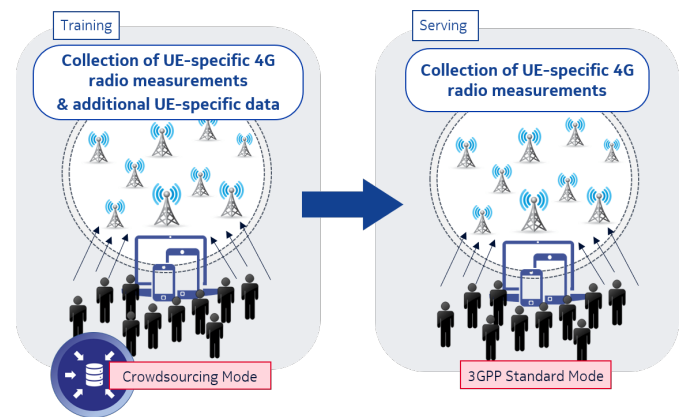 Training
Collection of UE-specific 4G
radio measurements
& additional UE-specific data
Crowdsourcing Mode
Serving
Collection of UE-specific 4G
radio measurements
3GPP Standard Mode